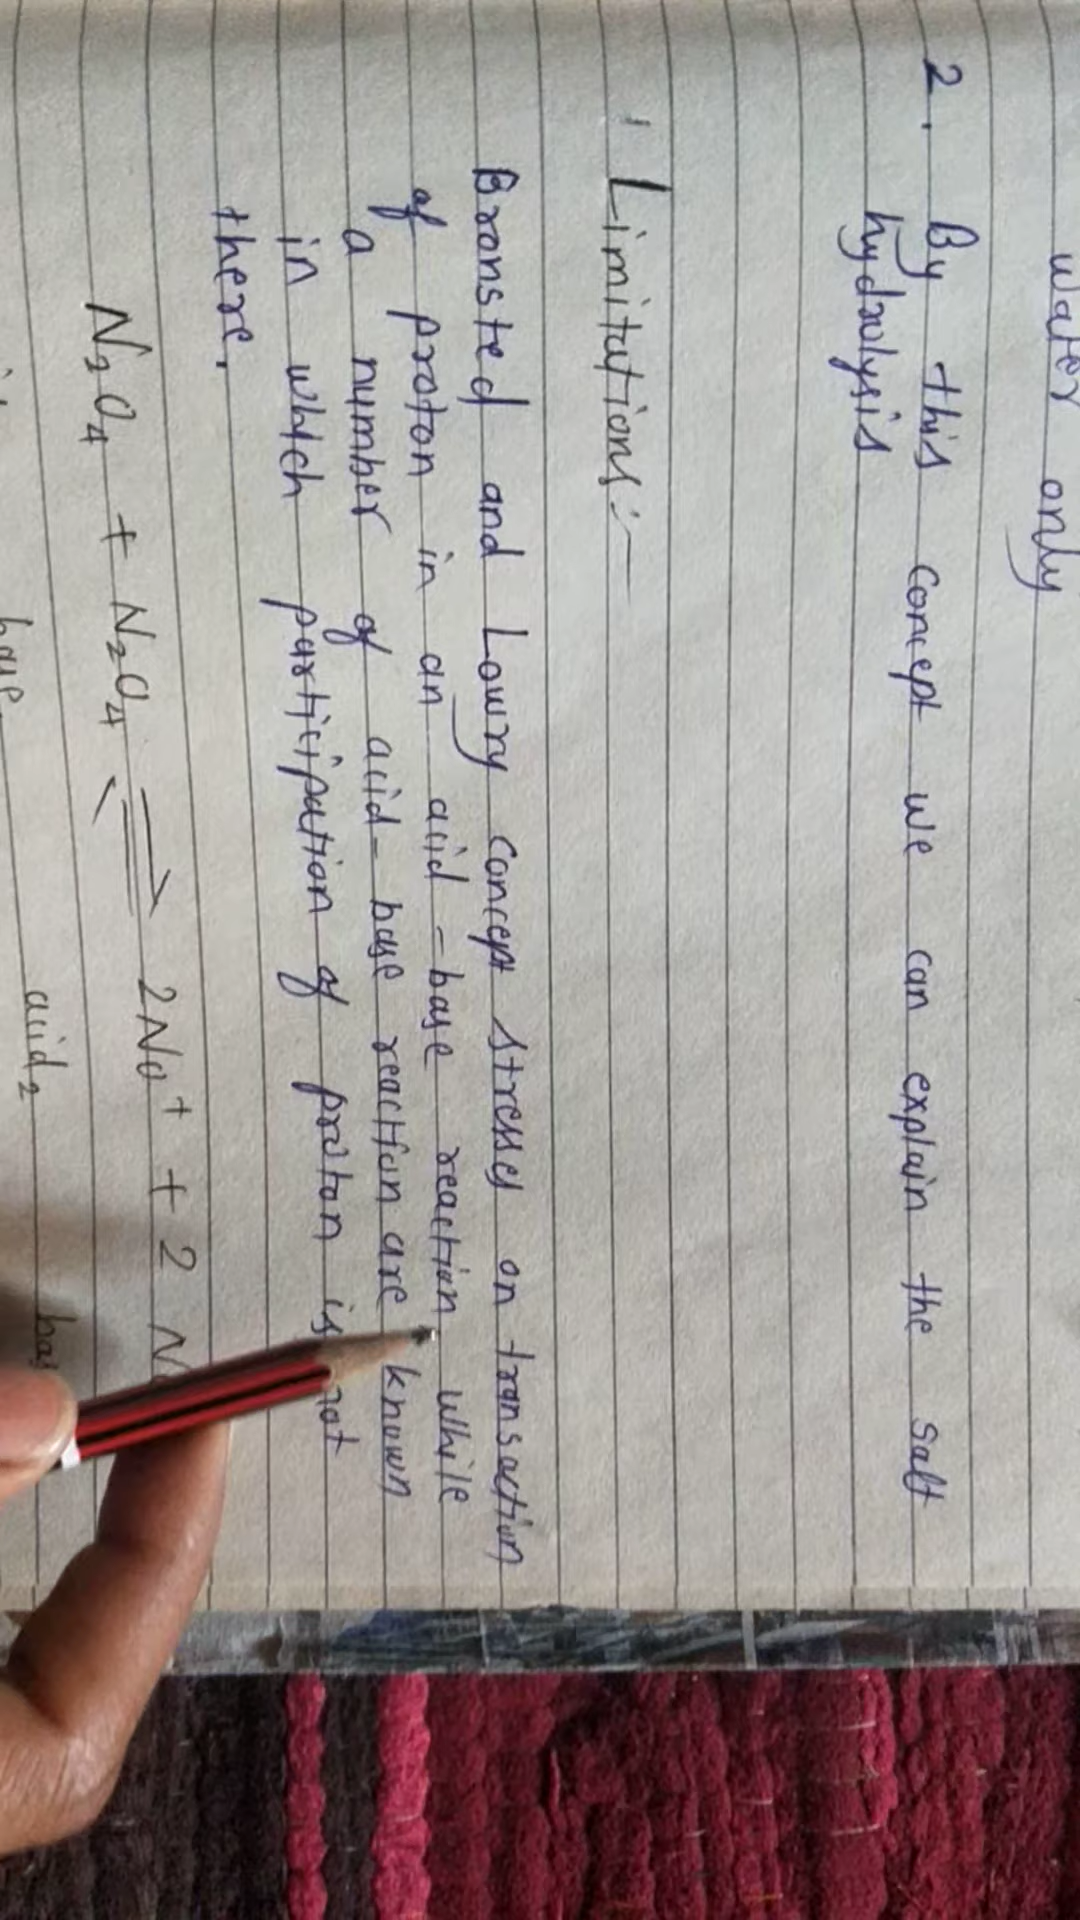 water only
2. By this concept we can explain the salt
hydrolysis
Limitations :-
Bronsted and Lowry concept stresses on transaction
of proton in an acid-base reaction while
a number of acid-base reaction are known
in which participation of proton is not
there.
N₂O₄ + N₂O₄ ⇌ 2NO⁺ + 2
acid₂